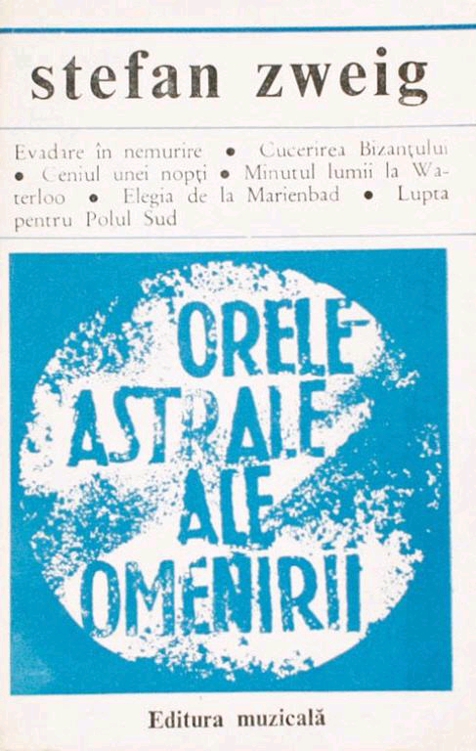 stefan zweig
Evadare în nemurire • Cucerirea Bizanțului
• Geniul unei nopți • Minutul lumii la Wa-
terloo • Elegia de la Marienbad • Lupta
pentru Polul Sud
ORELE
ASTRALE
ALE
OMENIRII
Editura muzicală